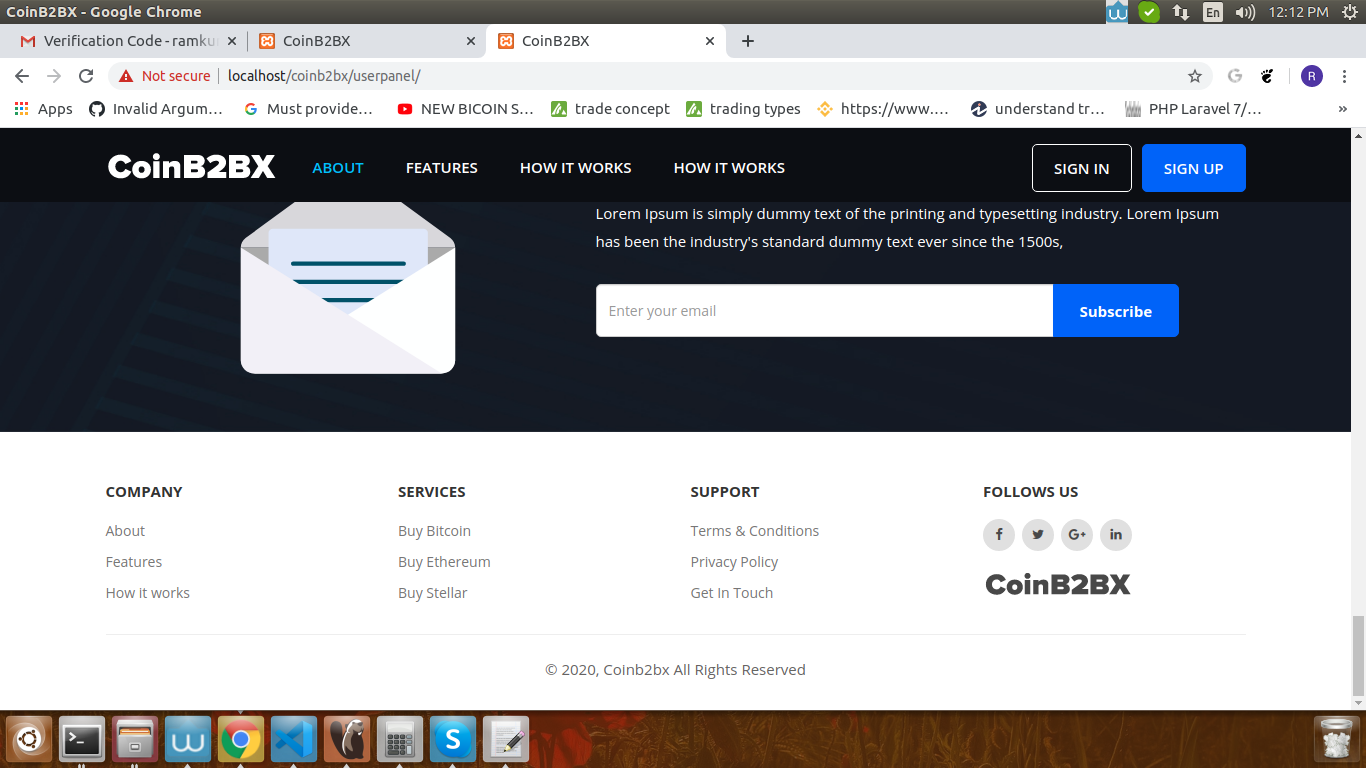 CoinB2BX - Google Chrome
En
12:12 PM
Verification Code - ramku
CoinB2BX
CoinB2BX
Not secure
localhost/coinb2bx/userpanel/
R
Apps
Invalid Argum...
Must provide...
NEW BICOIN S...
trade concept
trading types
https://www....
understand tr...
PHP Laravel 7/...
»
CoinB2BX
ABOUT
FEATURES
HOW IT WORKS
HOW IT WORKS
SIGN IN
SIGN UP
Lorem Ipsum is simply dummy text of the printing and typesetting industry. Lorem Ipsum
has been the industry's standard dummy text ever since the 1500s,
Enter your email
Subscribe
COMPANY
About
Features
How it works
SERVICES
Buy Bitcoin
Buy Ethereum
Buy Stellar
SUPPORT
Terms & Conditions
Privacy Policy
Get In Touch
FOLLOWS US
CoinB2BX
© 2020, Coinb2bx All Rights Reserved